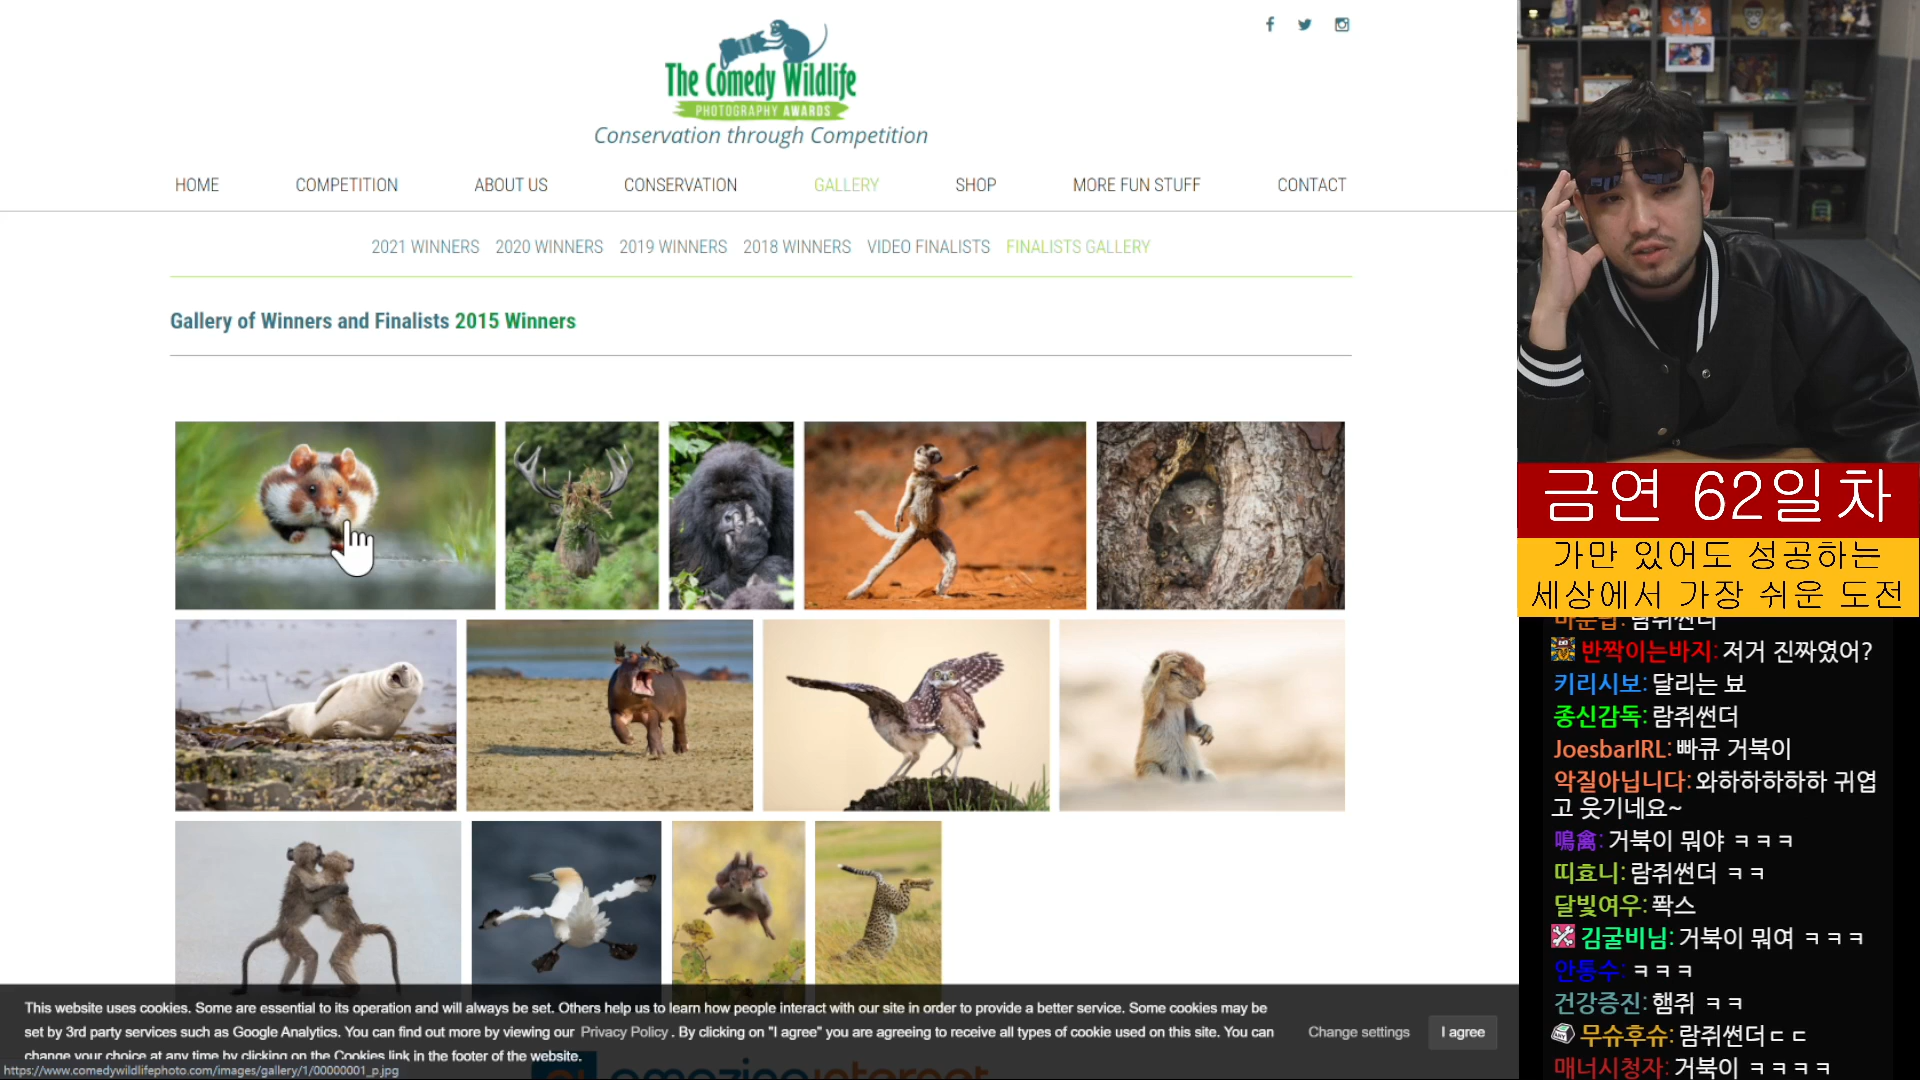 The Comedy Wildlife
PHOTOGRAPHY AWARDS
Conservation through Competition
HOME COMPETITION ABOUT US CONSERVATION GALLERY SHOP MORE FUN STUFF CONTACT
2021 WINNERS 2020 WINNERS 2019 WINNERS 2018 WINNERS VIDEO FINALISTS FINALISTS GALLERY
Gallery of Winners and Finalists 2015 Winners
This website uses cookies. Some are essential to its operation and will always be set. Others help us to learn how people interact with our site in order to provide a better service. Some cookies may be
set by 3rd party services such as Google Analytics. You can find out more by viewing our Privacy Policy. By clicking on "I agree" you are agreeing to receive all types of cookie used on this site. You can
change your choice at any time by clicking on the Cookies link in the footer of the website.
Change settings
I agree
https://www.comedywildlifephoto.com/images/gallery/1/00000001_p.jpg
amazinginternet
금연 62일차
가만 있어도 성공하는
세상에서 가장 쉬운 도전
람쥐썬더
반짝이는바지: 저거 진짜였어?
키리시보: 달리는 뵤
종신감독: 람쥐썬더
JoesbarIRL: 빠큐 거북이
악질아닙니다: 와하하하하하 귀엽
고 웃기네요~
鳴禽: 거북이 뭐야 ㅋㅋㅋ
띠효니: 람쥐썬더 ㅋㅋ
달빛여우: 퐉스
김굴비님: 거북이 뭐여 ㅋㅋㅋ
안통수: ㅋㅋㅋ
건강증진: 햄쥐 ㅋㅋ
무슈후슈: 람쥐썬더ㄷㄷ
매너시청자: 거북이 ㅋㅋㅋㅋ